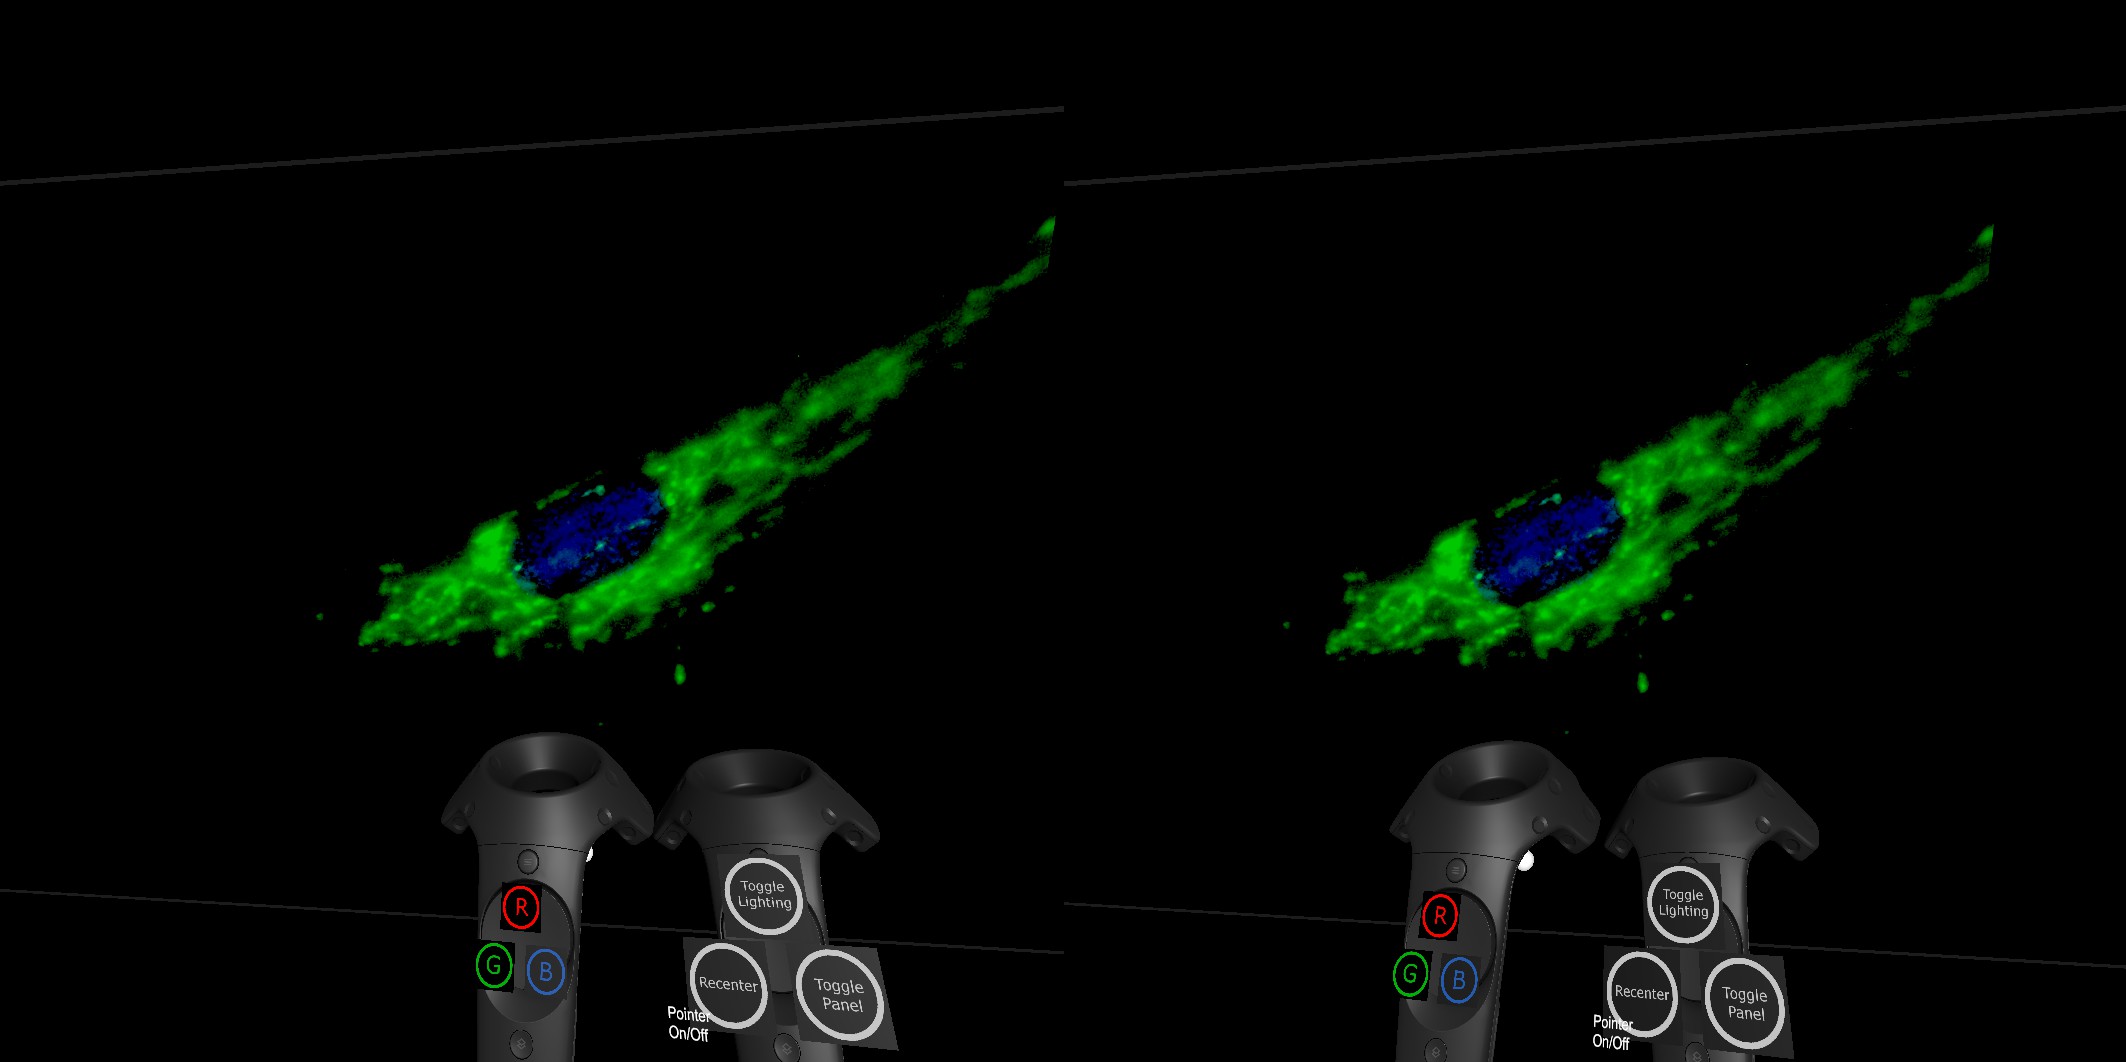 R
G
B
Toggle
Lighting
Recenter
Toggle
Panel
Pointer
On/Off
R
G
B
Toggle
Lighting
Recenter
Toggle
Panel
Pointer
On/Off